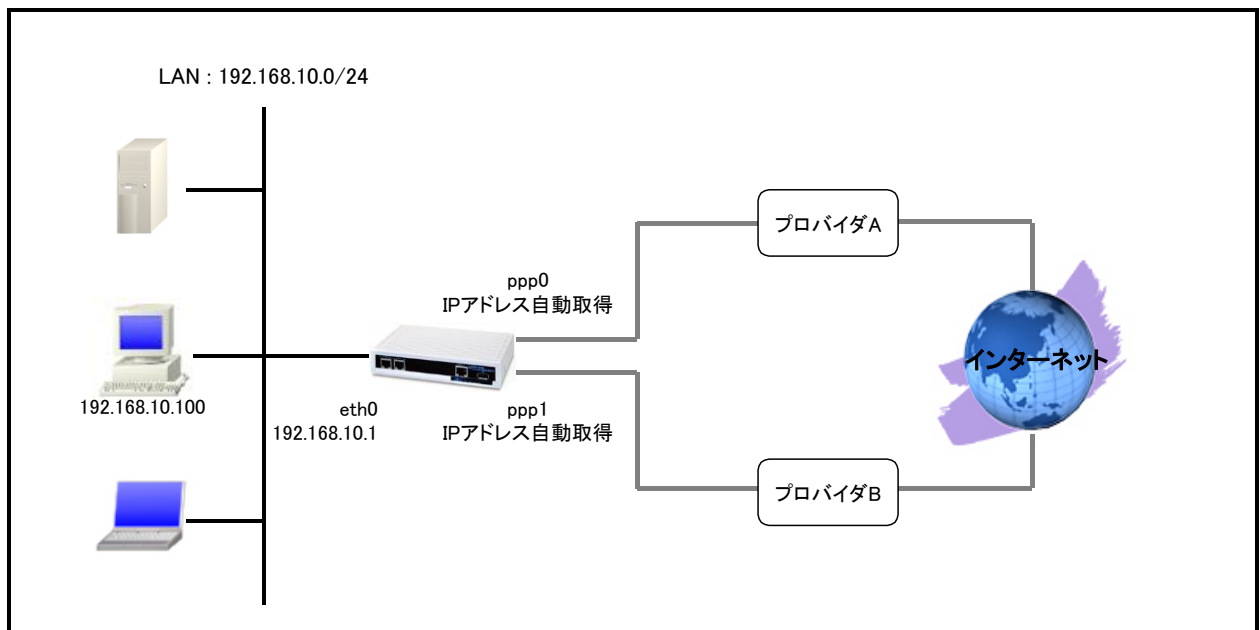 LAN : 192.168.10.0/24
プロバイダA
ppp0
IPアドレス自動取得
インターネット
192.168.10.100
eth0
192.168.10.1
ppp1
IPアドレス自動取得
プロバイダB